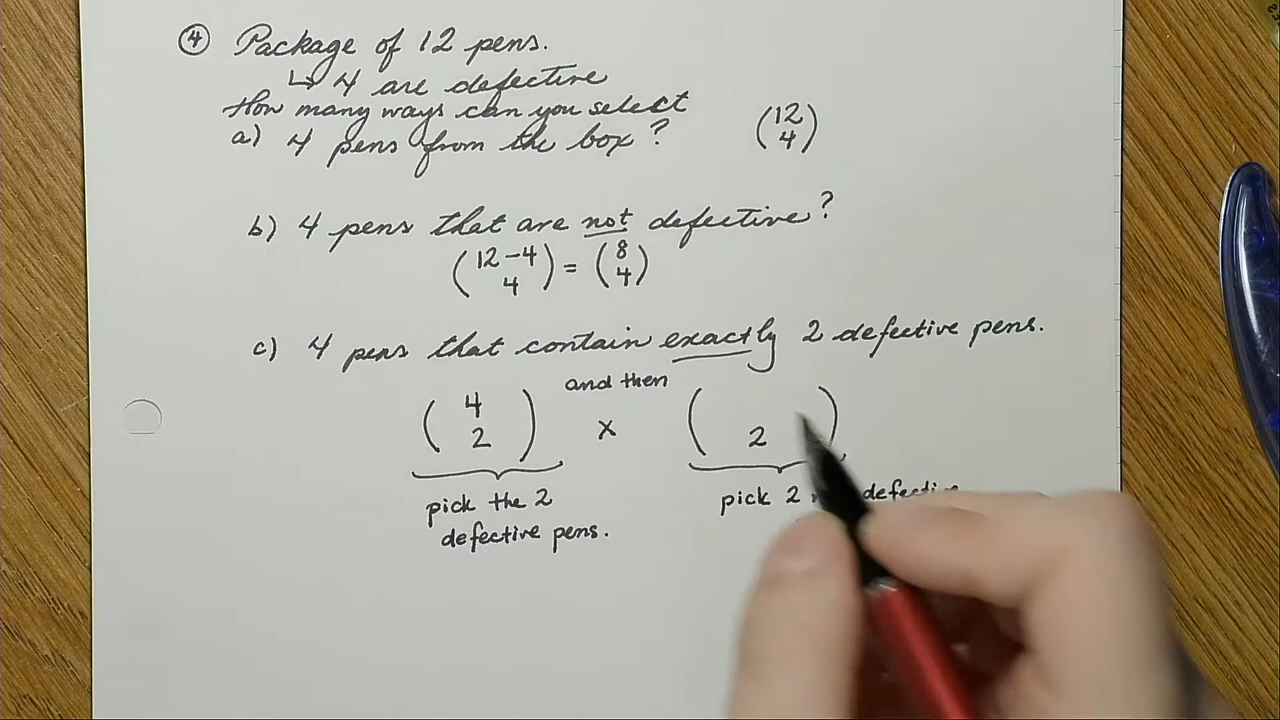 ④ Package of 12 pens.
↳ 4 are defective
How many ways can you select
a) 4 pens from the box? (12 4)
b) 4 pens that are not defective?
(12-4 4) = (8 4)
c) 4 pens that contain exactly 2 defective pens.
and then
(4 2) × ( 2)
pick the 2 pick 2 defective
defective pens.